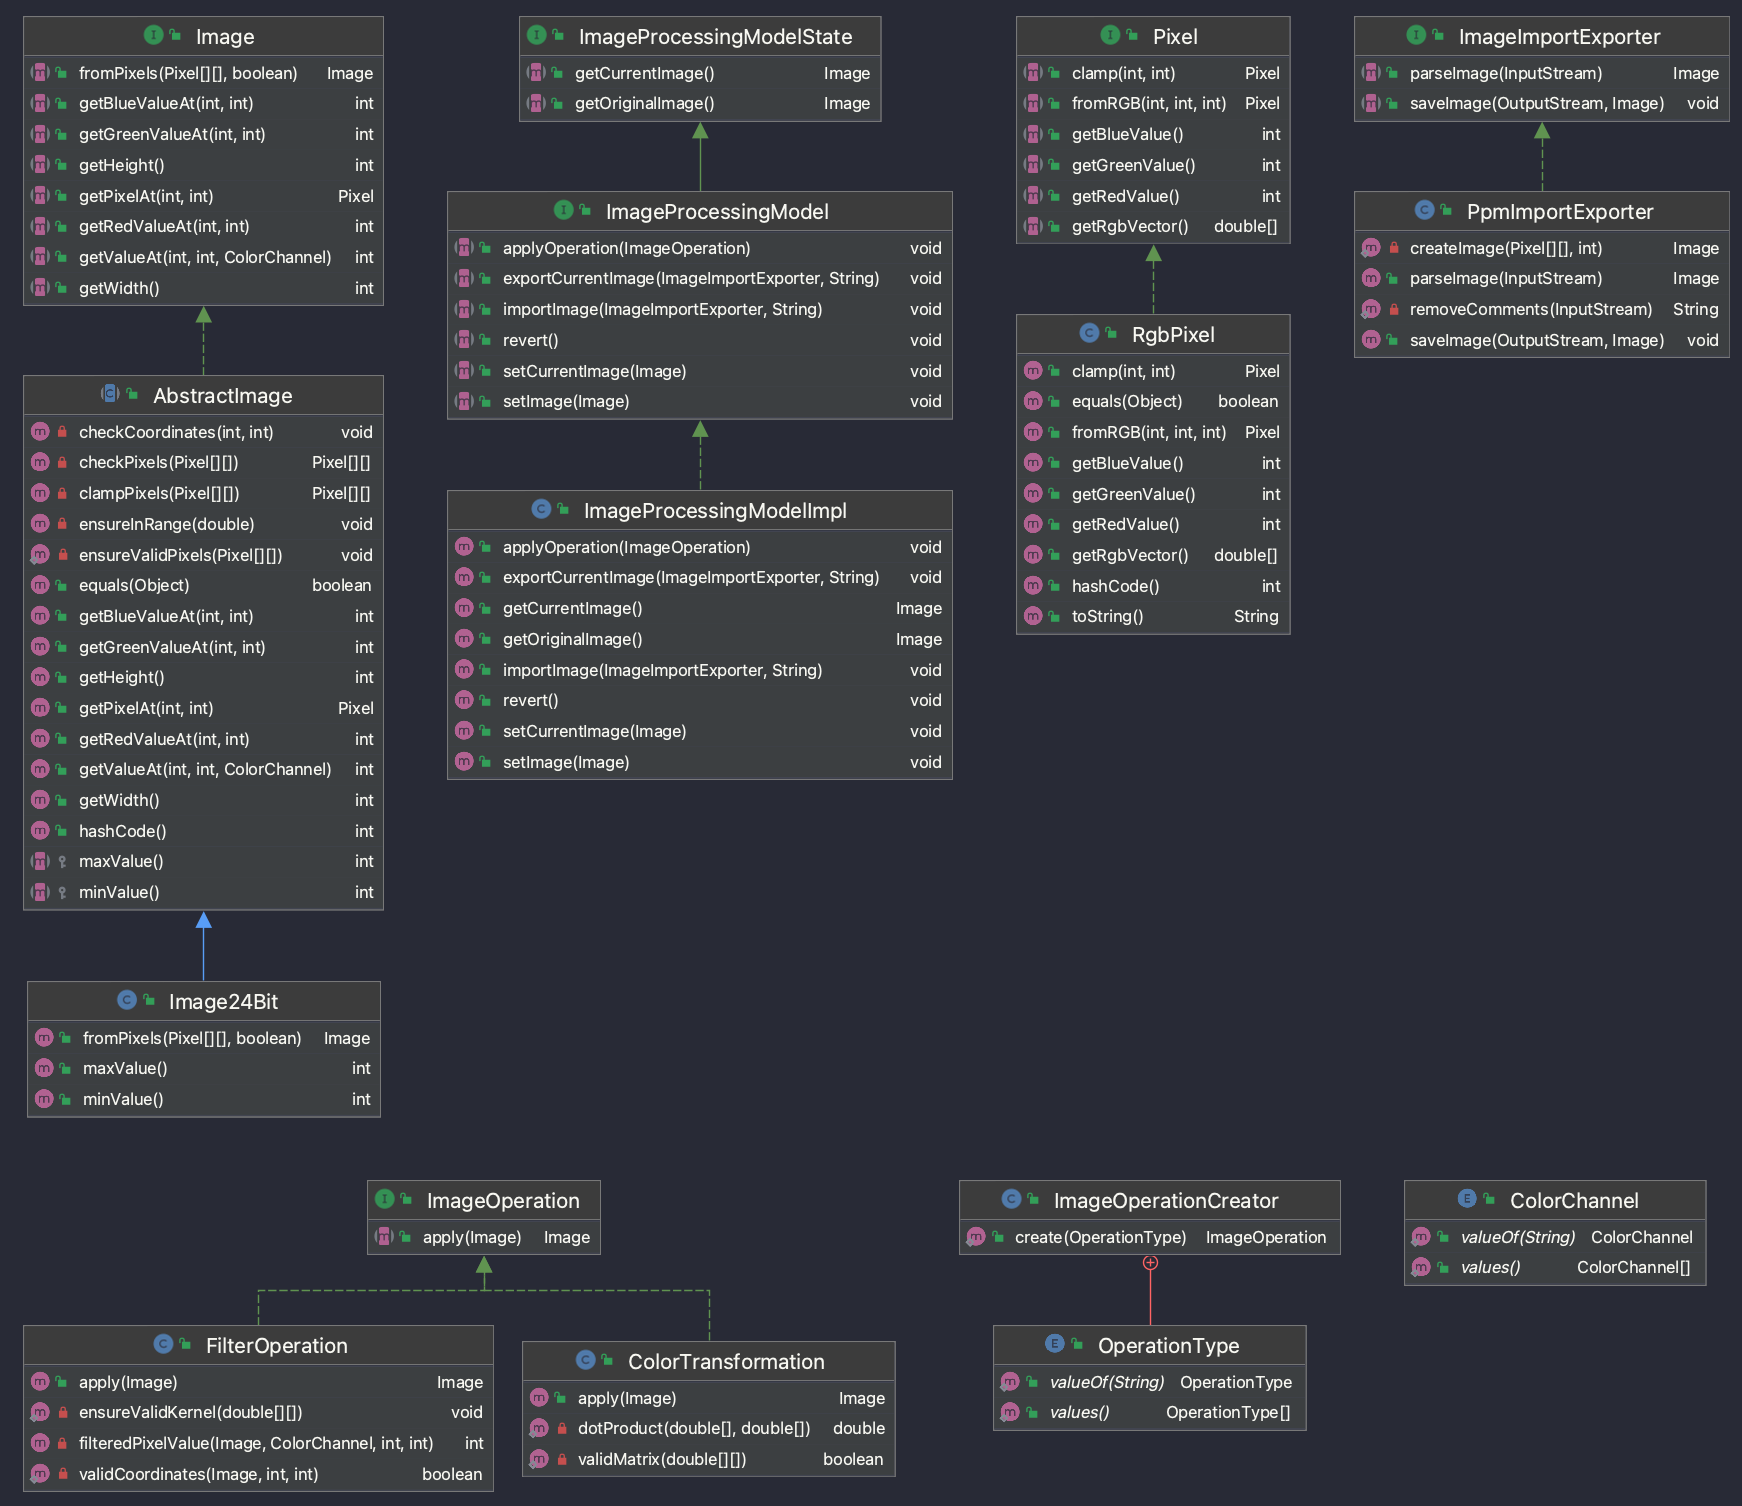 Image
fromPixels(Pixel[][], boolean) Image
getBlueValueAt(int, int) int
getGreenValueAt(int, int) int
getHeight() int
getPixelAt(int, int) Pixel
getRedValueAt(int, int) int
getValueAt(int, int, ColorChannel) int
getWidth() int
AbstractImage
checkCoordinates(int, int) void
checkPixels(Pixel[][]) Pixel[][]
clampPixels(Pixel[][]) Pixel[][]
ensureInRange(double) void
ensureValidPixels(Pixel[][]) void
equals(Object) boolean
getBlueValueAt(int, int) int
getGreenValueAt(int, int) int
getHeight() int
getPixelAt(int, int) Pixel
getRedValueAt(int, int) int
getValueAt(int, int, ColorChannel) int
getWidth() int
hashCode() int
maxValue() int
minValue() int
Image24Bit
fromPixels(Pixel[][], boolean) Image
maxValue() int
minValue() int
ImageProcessingModelState
getCurrentImage() Image
getOriginalImage() Image
ImageProcessingModel
applyOperation(ImageOperation) void
exportCurrentImage(ImageImportExporter, String) void
importImage(ImageImportExporter, String) void
revert() void
setCurrentImage(Image) void
setImage(Image) void
ImageProcessingModelImpl
applyOperation(ImageOperation) void
exportCurrentImage(ImageImportExporter, String) void
getCurrentImage() Image
getOriginalImage() Image
importImage(ImageImportExporter, String) void
revert() void
setCurrentImage(Image) void
setImage(Image) void
Pixel
clamp(int, int) Pixel
fromRGB(int, int, int) Pixel
getBlueValue() int
getGreenValue() int
getRedValue() int
getRgbVector() double[]
RgbPixel
clamp(int, int) Pixel
equals(Object) boolean
fromRGB(int, int, int) Pixel
getBlueValue() int
getGreenValue() int
getRedValue() int
getRgbVector() double[]
hashCode() int
toString() String
ImageImportExporter
parseImage(InputStream) Image
saveImage(OutputStream, Image) void
PpmImportExporter
createImage(Pixel[][], int) Image
parseImage(InputStream) Image
removeComments(InputStream) String
saveImage(OutputStream, Image) void
ImageOperation
apply(Image) Image
FilterOperation
apply(Image) Image
ensureValidKernel(double[][]) void
filteredPixelValue(Image, ColorChannel, int, int) int
validCoordinates(Image, int, int) boolean
ColorTransformation
apply(Image) Image
dotProduct(double[], double[]) double
validMatrix(double[][]) boolean
ImageOperationCreator
create(OperationType) ImageOperation
OperationType
valueOf(String) OperationType
values() OperationType[]
ColorChannel
valueOf(String) ColorChannel
values() ColorChannel[]